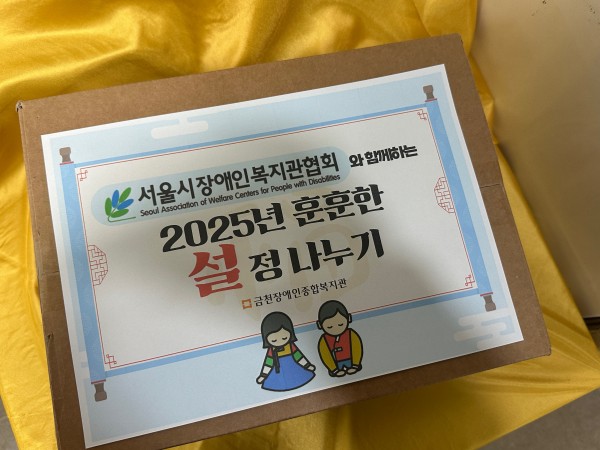 서울시장애인복지관협회 와 함께하는
Seoul Association of Welfare Centers for People with Disabilities
2025년 훈훈한
설 정 나누기
금천장애인종합복지관